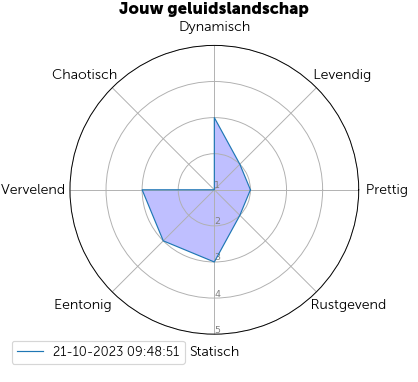 Jouw geluidslandschap
Dynamisch
Chaotisch
Levendig
Vervelend
Prettig
1
2
3
4
5
Eentonig
Rustgevend
21-10-2023 09:48:51
Statisch